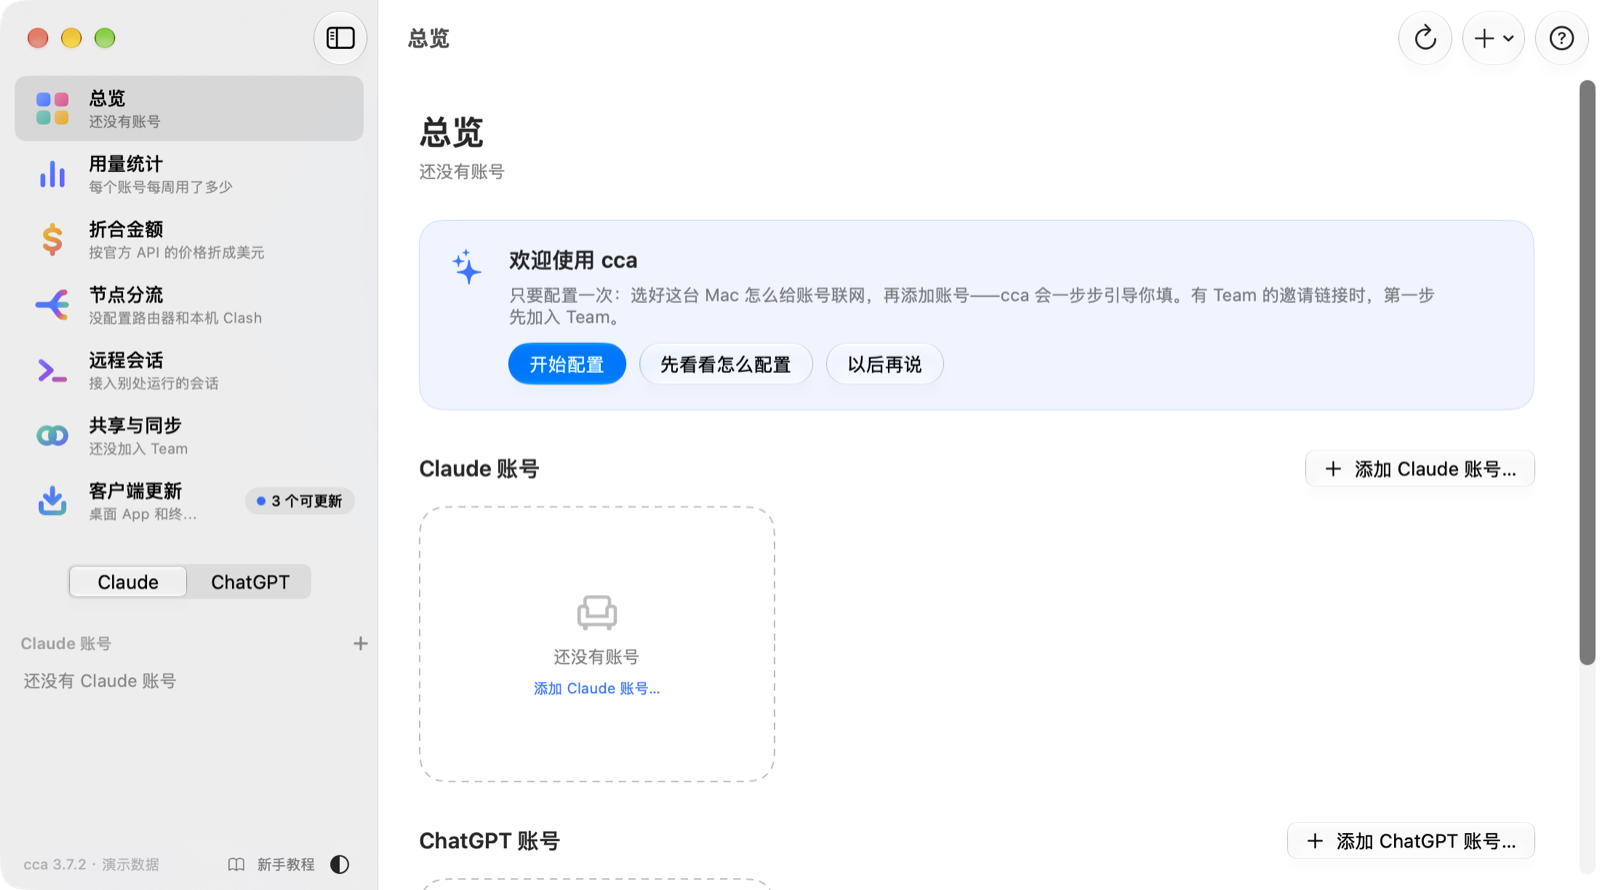 总览
还没有账号
用量统计
每个账号每周用了多少
折合金额
按官方 API 的价格折成美元
节点分流
没配置路由器和本机 Clash
远程会话
接入别处运行的会话
共享与同步
还没加入 Team
客户端更新
桌面 App 和终…
3 个可更新
Claude
ChatGPT
Claude 账号
还没有 Claude 账号
cca 3.7.2 · 演示数据
新手教程
总览
总览
还没有账号
欢迎使用 cca
只要配置一次：选好这台 Mac 怎么给账号联网，再添加账号——cca 会一步步引导你填。有 Team 的邀请链接时，第一步
先加入 Team。
开始配置
先看看怎么配置
以后再说
Claude 账号
添加 Claude 账号…
还没有账号
添加 Claude 账号…
ChatGPT 账号
添加 ChatGPT 账号…